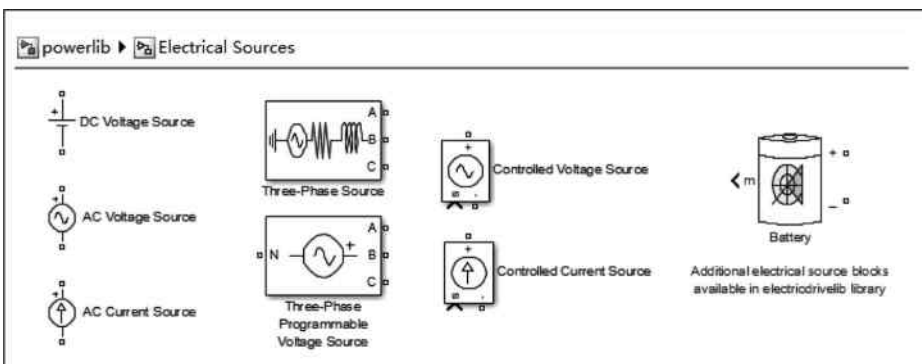 powerlib Electrical Sources
DC Voltage Source
AC Voltage Source
AC Current Source
A
B
C
Three-Phase Source
N
A
B
C
Three-Phase
Programmable
Voltage Source
Controlled Voltage Source
Controlled Current Source
m
Battery
Additional electrical source blocks
available in electricdrivelib library